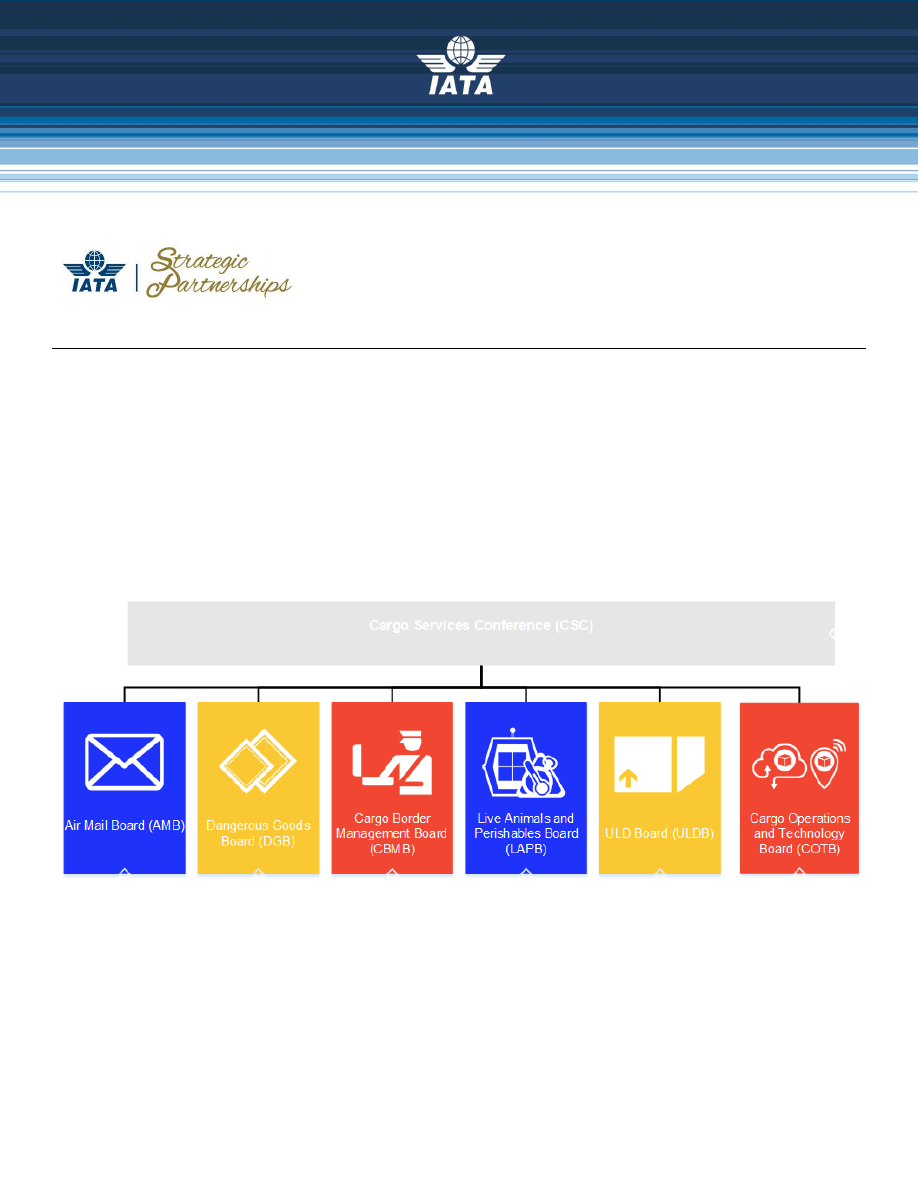 IATA
IATA
Strategic
Partnerships
Cargo Services Conference (CSC)
Air Mail Board (AMB)
Dangerous Goods
Board (DGB)
Cargo Border
Management Board
(CBMB)
Live Animals and
Perishables Board
(LAPB)
ULD Board (ULDB)
Cargo Operations
and Technology
Board (COTB)